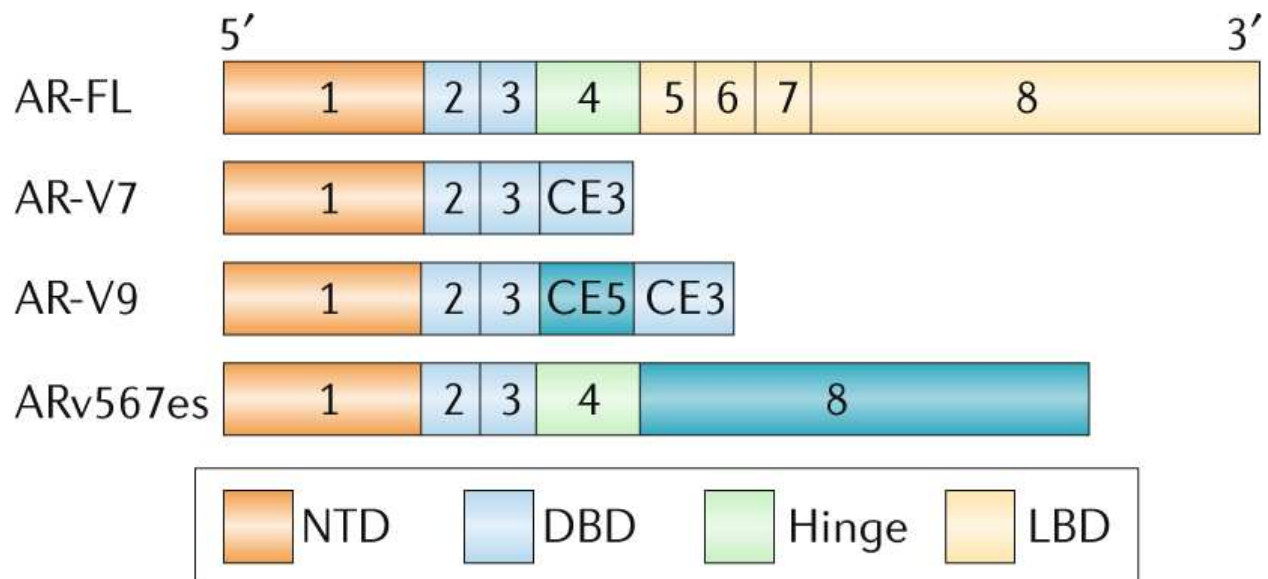 5′ 3′
AR-FL 1 2 3 4 5 6 7 8
AR-V7 1 2 3 CE3
AR-V9 1 2 3 CE5 CE3
ARv567es 1 2 3 4 8
NTD DBD Hinge LBD